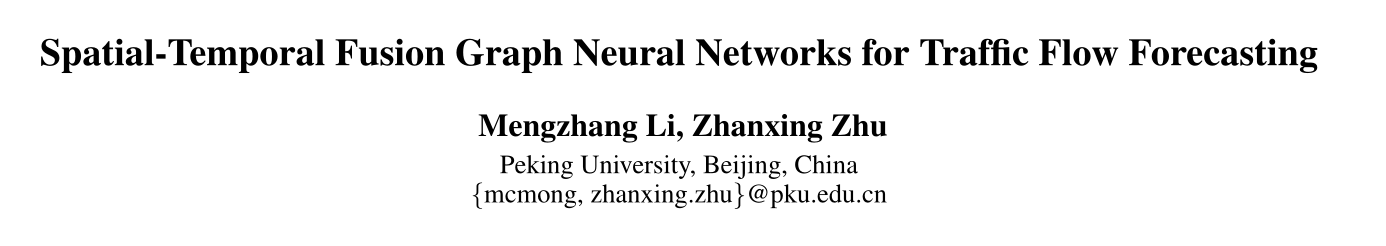 Spatial-Temporal Fusion Graph Neural Networks for Traffic Flow Forecasting
Mengzhang Li, Zhanxing Zhu
Peking University, Beijing, China
{mcmong, zhanxing.zhu}@pku.edu.cn